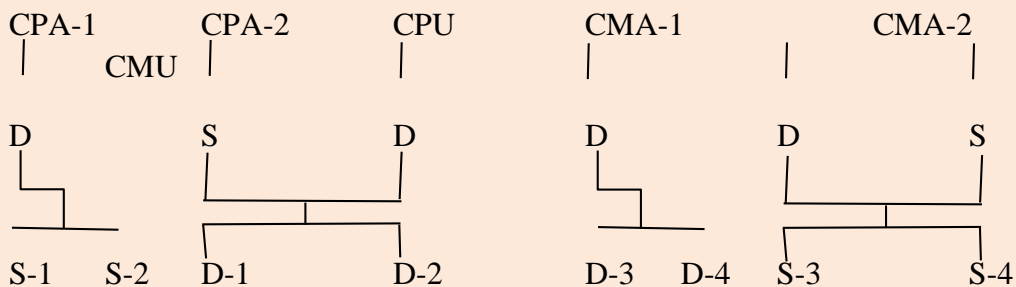 CPA-1 CPA-2 CPU CMA-1 CMA-2
CMU
D S D D D S
S-1 S-2 D-1 D-2 D-3 D-4 S-3 S-4